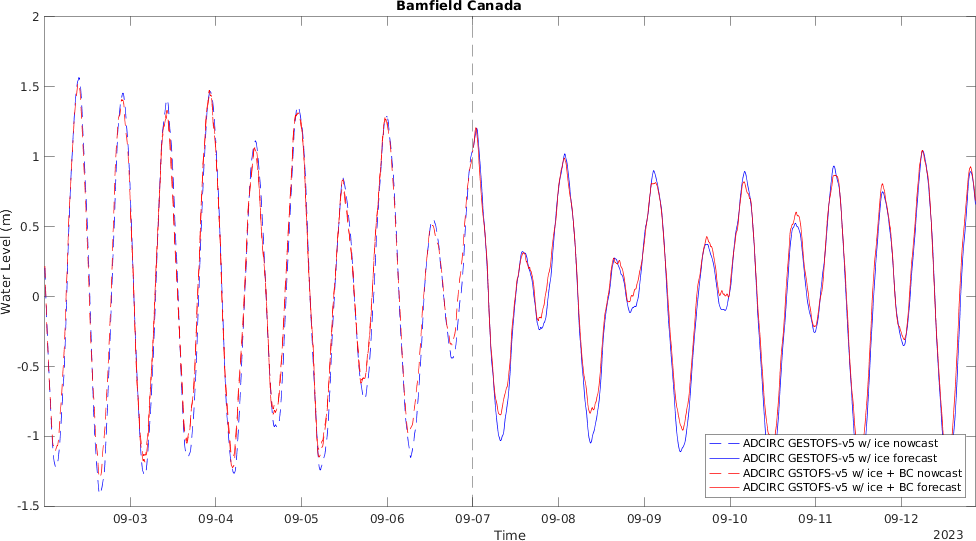 Bamfield Canada
2
1.5
1
0.5
0
-0.5
-1
-1.5
Water Level (m)
ADCIRC GESTOFS-v5 w/ ice nowcast
ADCIRC GESTOFS-v5 w/ ice forecast
ADCIRC GSTOFS-v5 w/ ice + BC nowcast
ADCIRC GSTOFS-v5 w/ ice + BC forecast
09-03 09-04 09-05 09-06 09-07 09-08 09-09 09-10 09-11 09-12
Time
2023